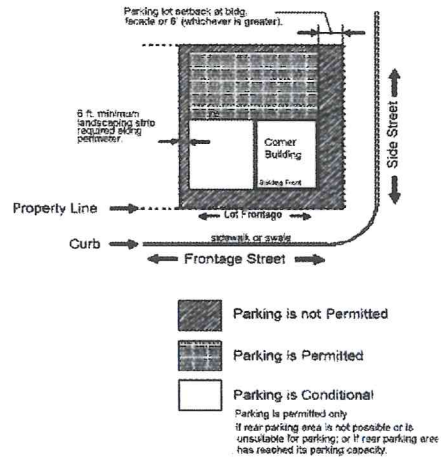 Parking lot setback at bldg.
facade or 6' (whichever is greater).
6 ft. minimum
landscaping strip
required along
perimeter.
Corner
Building
Building Front
Side Street
Property Line
Lot Frontage
Curb
sidewalk or swale
Frontage Street
Parking is not Permitted
Parking is Permitted
Parking is Conditional
Parking is permitted only
if rear parking area is not possible or is
unsuitable for parking; or if rear parking area
has reached its parking capacity.